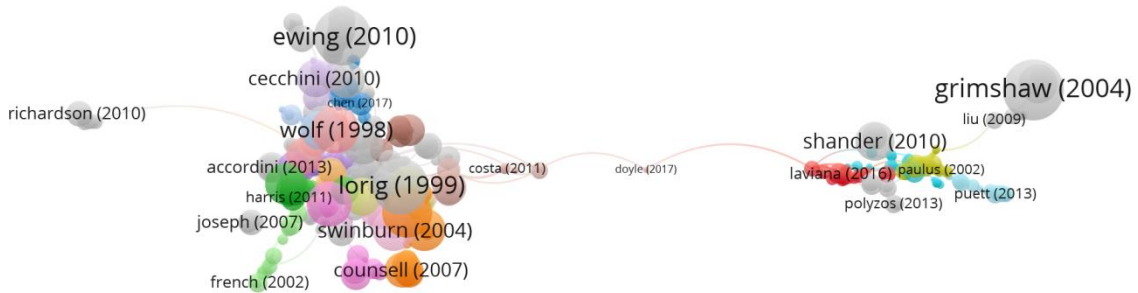 ewing (2010)
cecchini (2010)
chen (2017)
richardson (2010)
wolf (1998)
accordini (2013)
harris (2011)
lorig (1999)
joseph (2007)
swinburn (2004)
french (2002)
counsell (2007)
costa (2011)
doyle (2017)
grimshaw (2004)
liu (2009)
shander (2010)
laviana (2016)
paulus (2002)
puett (2013)
polyzos (2013)